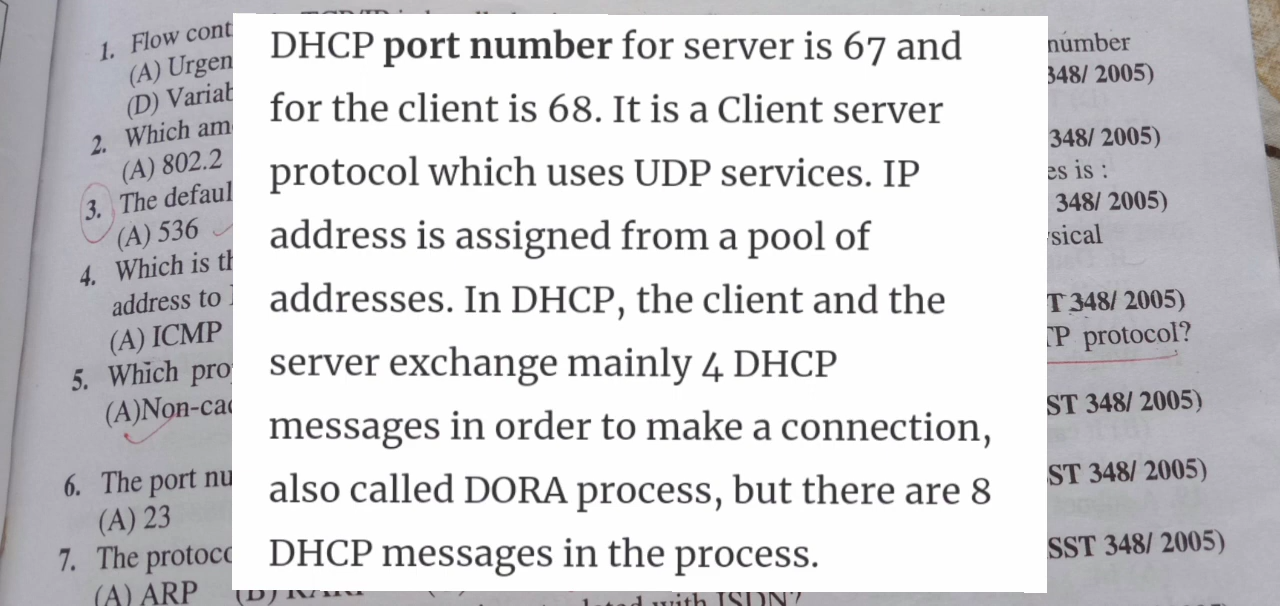 1. Flow cont
(A) Urgen
(D) Variab
2. Which am
(A) 802.2
3. The defaul
(A) 536
4. Which is th
address to
(A) ICMP
5. Which pro
(A)Non-cac
6. The port nu
(A) 23
7. The protoco
(A) ARP
DHCP port number for server is 67 and
for the client is 68. It is a Client server
protocol which uses UDP services. IP
address is assigned from a pool of
addresses. In DHCP, the client and the
server exchange mainly 4 DHCP
messages in order to make a connection,
also called DORA process, but there are 8
DHCP messages in the process.
number
348/ 2005)
348/ 2005)
es is :
348/ 2005)
sical
T 348/ 2005)
P protocol?
ST 348/ 2005)
ST 348/ 2005)
SST 348/ 2005)
with ISDN?